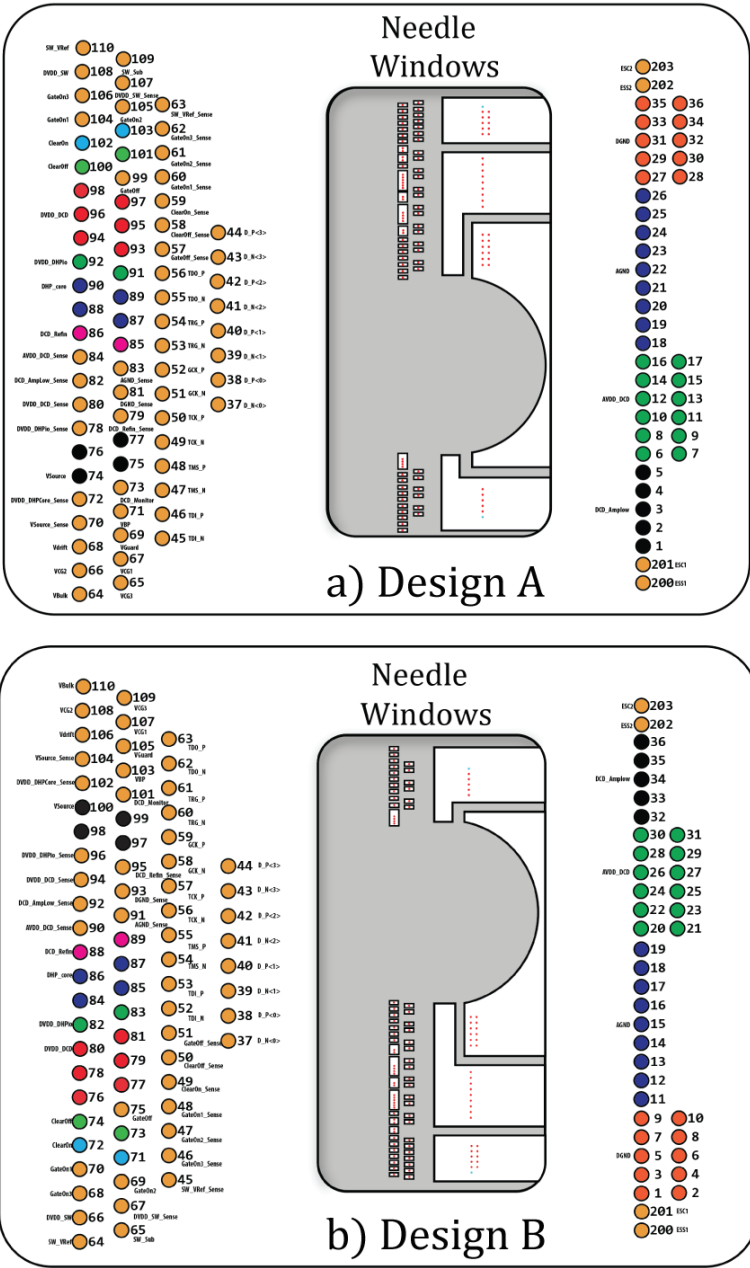 Needle
Windows
SW_VRef 110
DVDD_SW 108
GateOn3 106
GateOn1 104
ClearOn 102
ClearOff 100
98
DVDD_DCD 96
94
DVDD_DHPio 92
DHP_core 90
88
DCD_Refin 86
AVDD_DCD_Sense 84
DCD_AmpLow_Sense 82
DVDD_DCD_Sense 80
DVDD_DHPio_Sense 78
76
VSource 74
DVDD_DHPCore_Sense 72
VSource_Sense 70
Vdrift 68
VCG2 66
VBulk 64
109
SW_Sub
107
DVDD_SW_Sense
105
GateOn2
103
101
99
GateOff
97
95
93
91
89
87
85
83
AGND_Sense
81
DGND_Sense
79
DCD_Refin_Sense
77
75
73
DCD_Monitor
71
VBP
69
VGuard
67
VCG1
65
VCG3
63
SW_VRef_Sense
62
GateOn3_Sense
61
GateOn2_Sense
60
GateOn1_Sense
59
ClearOn_Sense
58
ClearOff_Sense
57
GateOff_Sense
56 TDO_P
55 TDO_N
54 TRG_P
53 TRG_N
52 GCK_P
51 GCK_N
50 TCK_P
49 TCK_N
48 TMS_P
47 TMS_N
46 TDI_P
45 TDI_N
44 D_P<3>
43 D_N<3>
42 D_P<2>
41 D_N<2>
40 D_P<1>
39 D_N<1>
38 D_P<0>
37 D_N<0>
ESC2 203
ESS2 202
35 36
33 34
DGND 31 32
29 30
27 28
26
25
24
23
AGND 22
21
20
19
18
16 17
14 15
AVDD_DCD 12 13
10 11
8 9
6 7
5
4
DCD_Amplow 3
2
1
201 ESC1
200 ESS1
a) Design A
Needle
Windows
VBulk 110
VCG2 108
Vdrift 106
VSource_Sense 104
DVDD_DHPCore_Sense 102
VSource 100
98
DVDD_DHPio_Sense 96
DVDD_DCD_Sense 94
DCD_AmpLow_Sense 92
AVDD_DCD_Sense 90
DCD_Refin 88
DHP_core 86
84
DVDD_DHPio 82
DVDD_DCD 80
78
76
ClearOff 74
ClearOn 72
GateOn1 70
GateOn3 68
DVDD_SW 66
SW_VRef 64
109
VCG3
107
VCG1
105
VGuard
103
VBP
101
DCD_Monitor
99
97
95
DCD_Refin_Sense
93
DGND_Sense
91
AGND_Sense
89
87
85
83
81
79
77
75
GateOff
73
71
69
GateOn2
67
DVDD_SW_Sense
65
SW_Sub
63
TDO_P
62
TDO_N
61
TRG_P
60
TRG_N
59
GCK_P
58
GCK_N
57
TCK_P
56
TCK_N
55
TMS_P
54
TMS_N
53
TDI_P
52
TDI_N
51
GateOff_Sense
50
ClearOff_Sense
49
ClearOn_Sense
48
GateOn1_Sense
47
GateOn2_Sense
46
GateOn3_Sense
45
SW_VRef_Sense
44 D_P<3>
43 D_N<3>
42 D_P<2>
41 D_N<2>
40 D_P<1>
39 D_N<1>
38 D_P<0>
37 D_N<0>
ESC2 203
ESS2 202
36
35
DCD_Amplow 34
33
32
30 31
28 29
AVDD_DCD 26 27
24 25
22 23
20 21
19
18
17
16
AGND 15
14
13
12
11
9 10
7 8
DGND 5 6
3 4
1 2
201 ESC1
200 ESS1
b) Design B